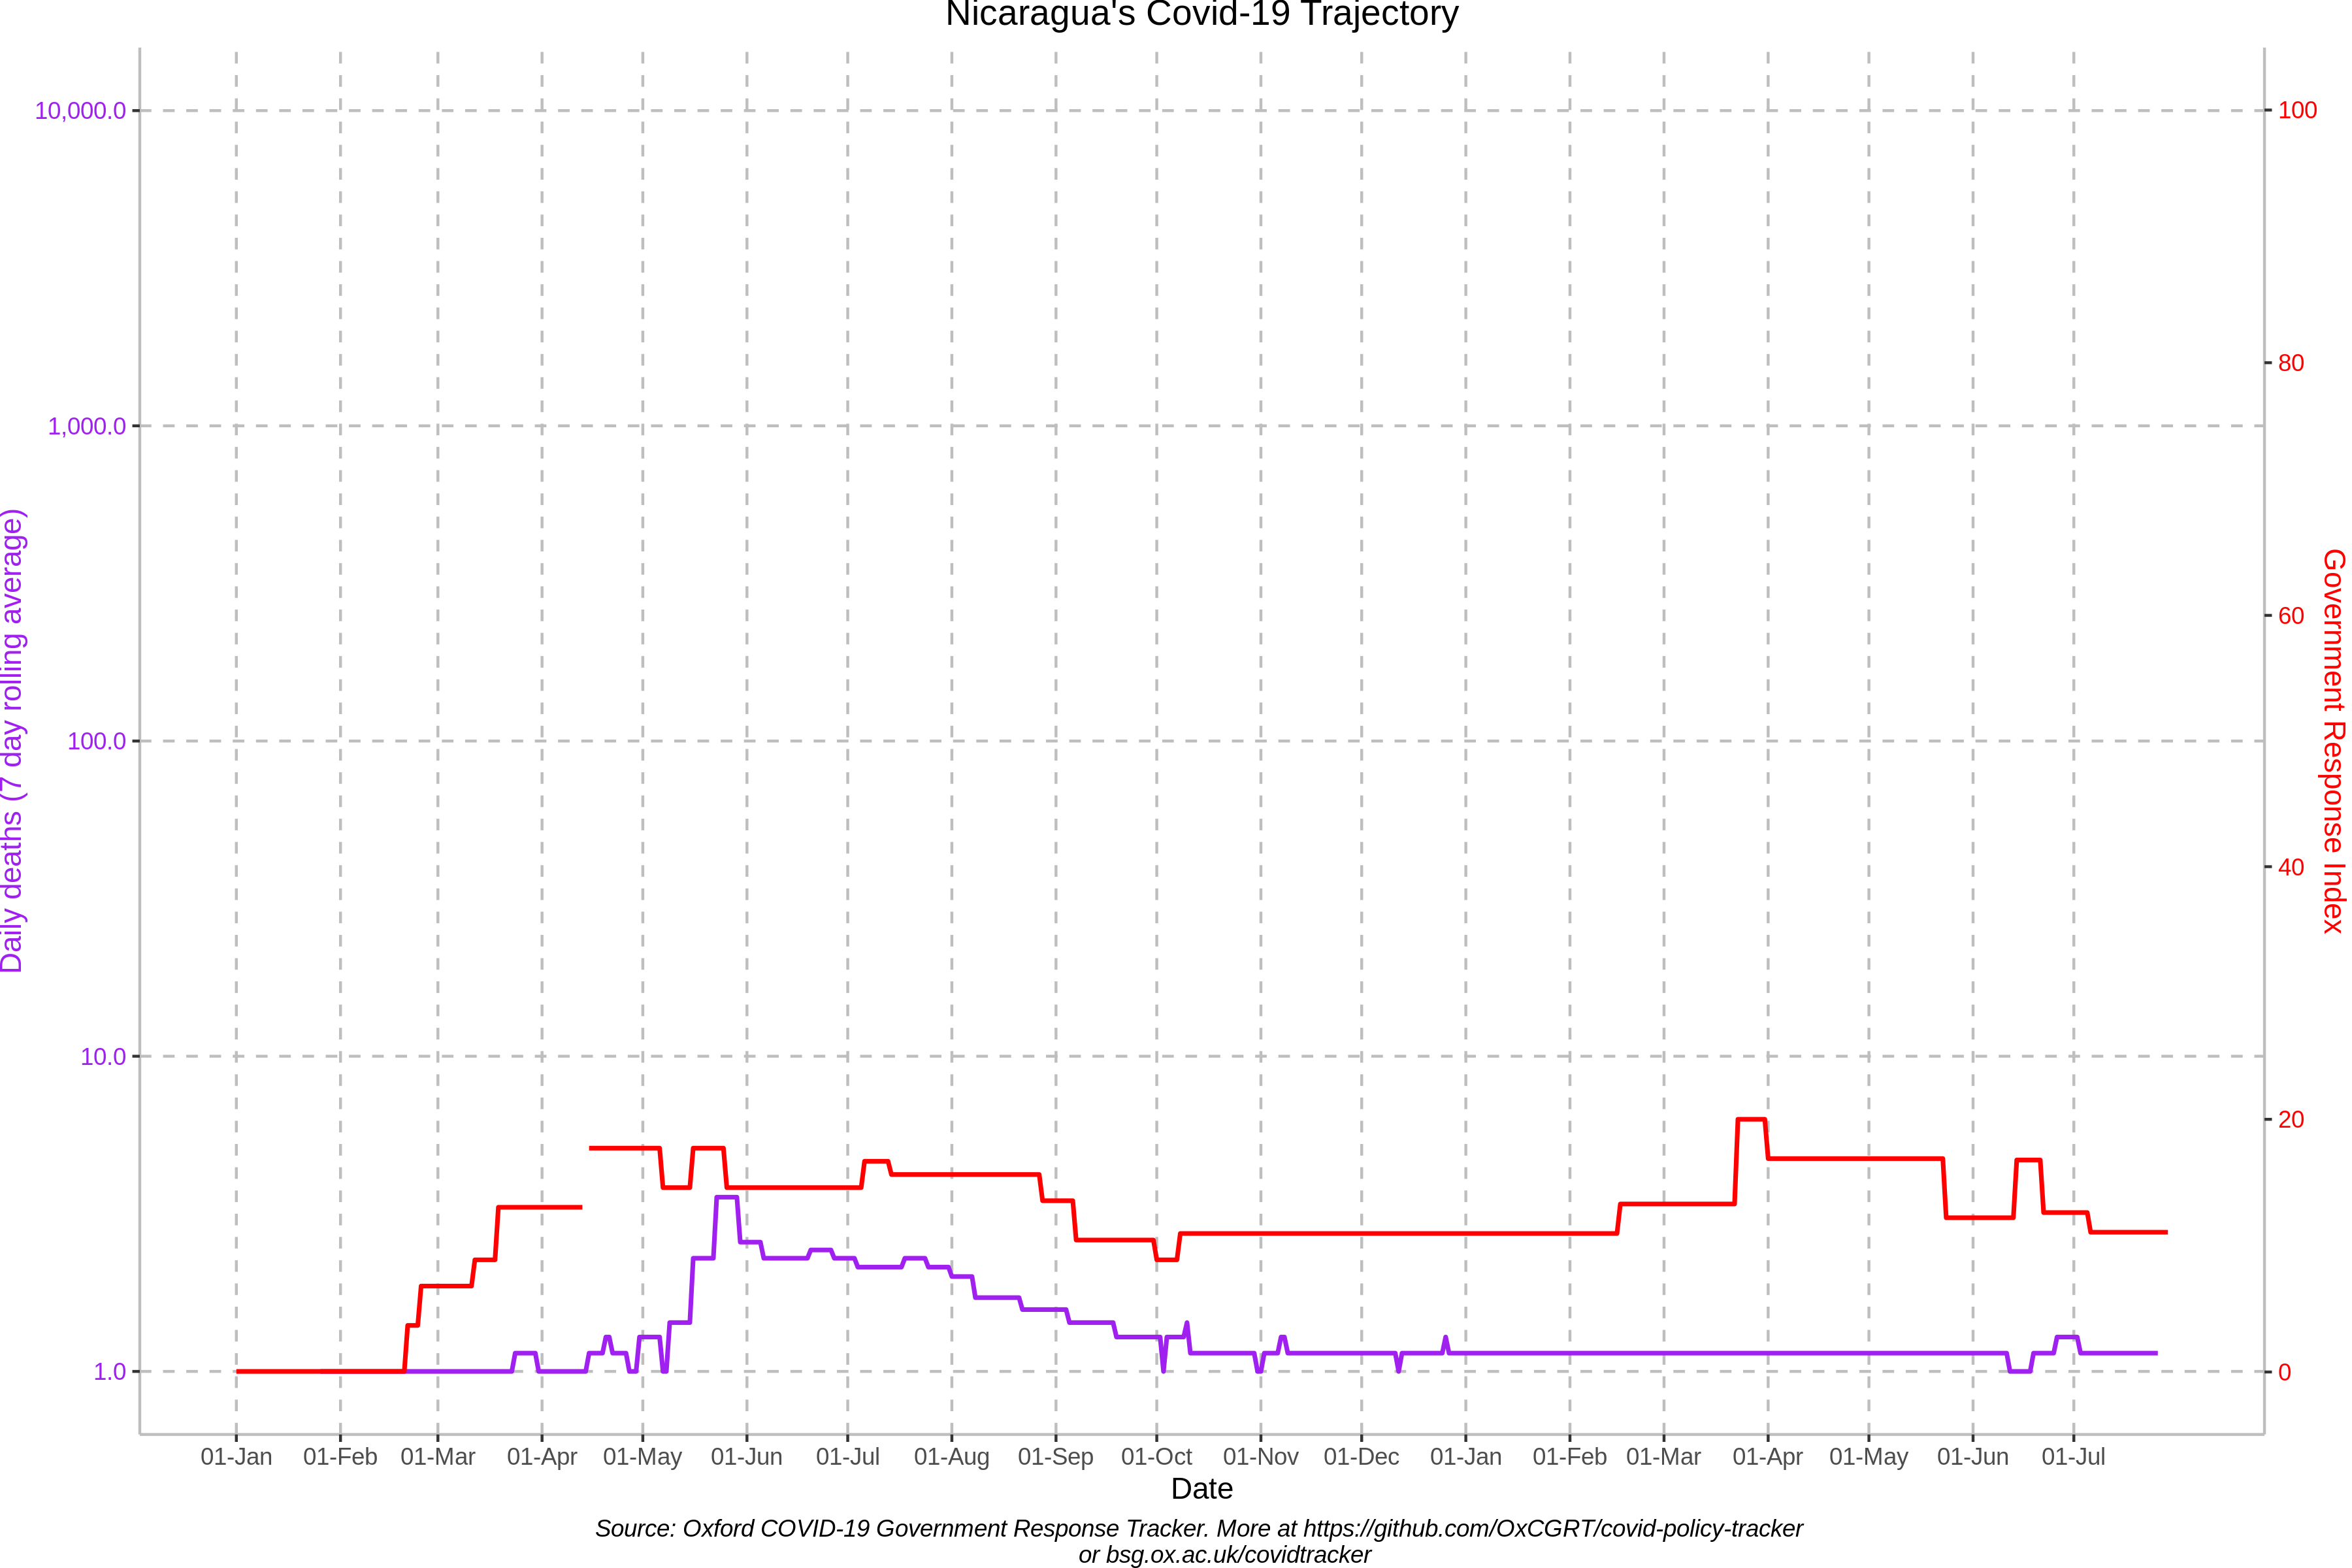 Nicaragua's Covid-19 Trajectory
10,000.0
1,000.0
100.0
10.0
1.0
Daily deaths (7 day rolling average)
100
80
60
40
20
0
Government Response Index
01-Jan 01-Feb 01-Mar 01-Apr 01-May 01-Jun 01-Jul 01-Aug 01-Sep 01-Oct 01-Nov 01-Dec 01-Jan 01-Feb 01-Mar 01-Apr 01-May 01-Jun 01-Jul
Date
Source: Oxford COVID-19 Government Response Tracker. More at https://github.com/OxCGRT/covid-policy-tracker
or bsg.ox.ac.uk/covidtracker